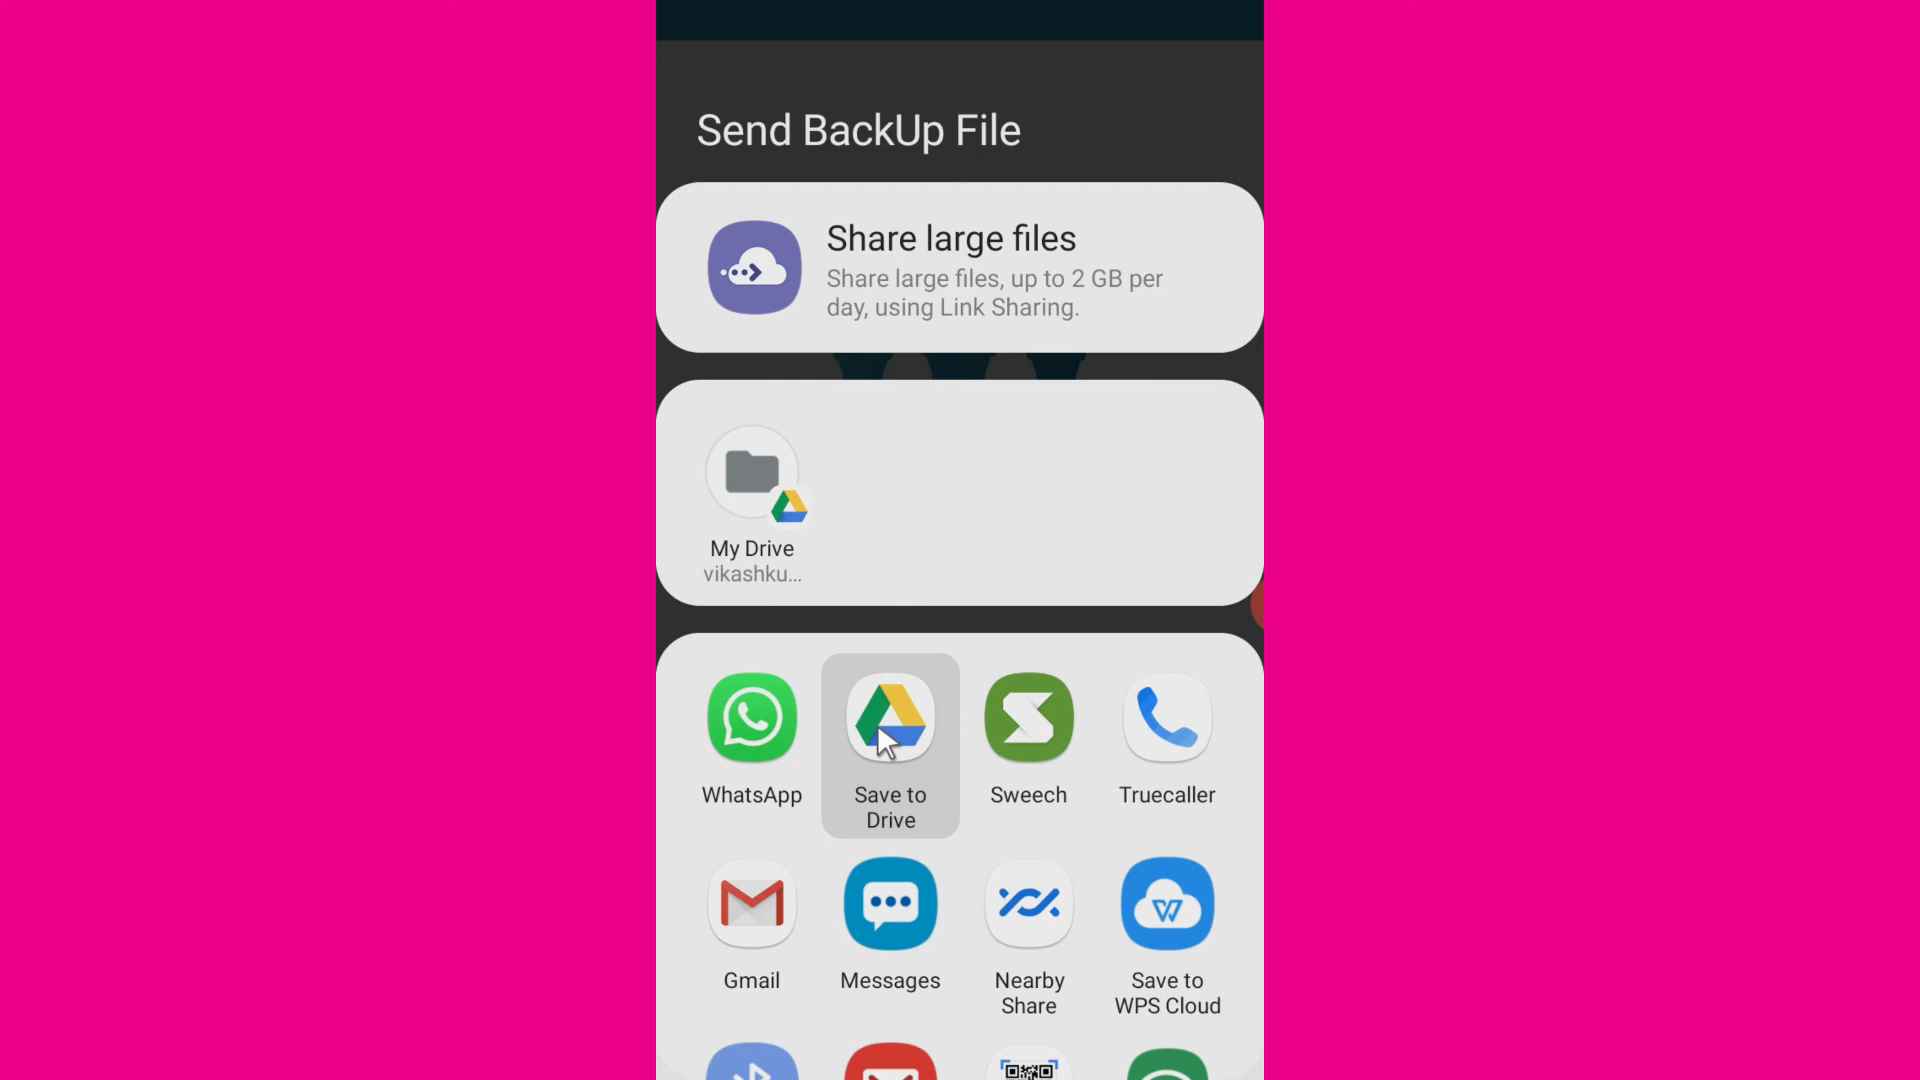 Send BackUp File
Share large files
Share large files, up to 2 GB per
day, using Link Sharing.
My Drive
vikashku...
WhatsApp
Save to
Drive
Sweech
Truecaller
Gmail
Messages
Nearby
Share
Save to
WPS Cloud